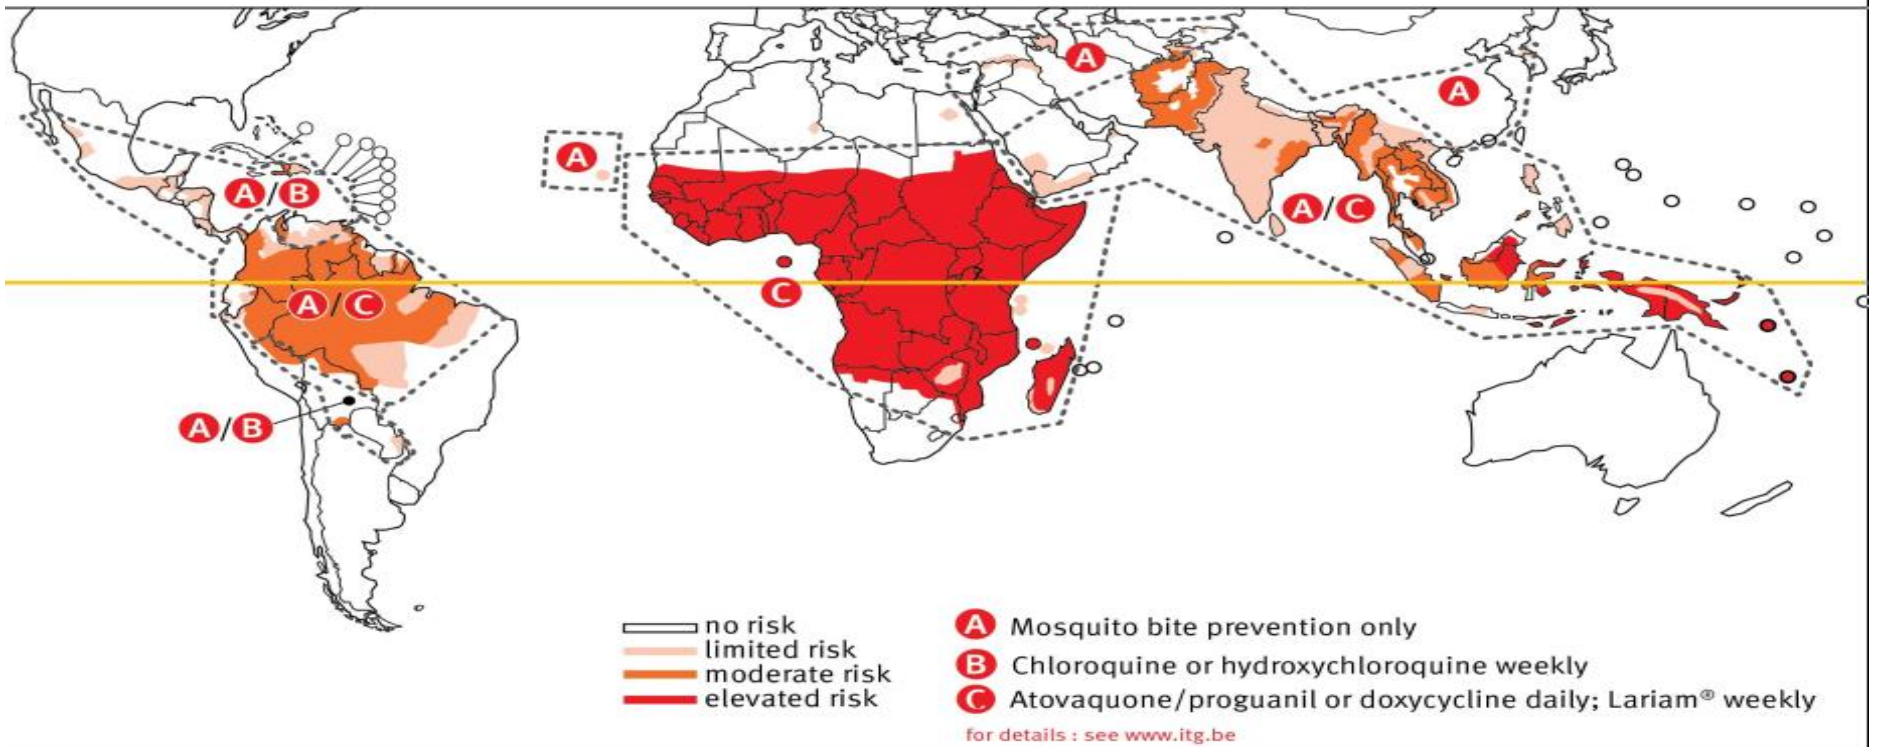 A
A
A
A/B
A/C
C
A/C
A/B
no risk
limited risk
moderate risk
elevated risk
A Mosquito bite prevention only
B Chloroquine or hydroxychloroquine weekly
C Atovaquone/proguanil or doxycycline daily; Lariam® weekly
for details : see www.itg.be